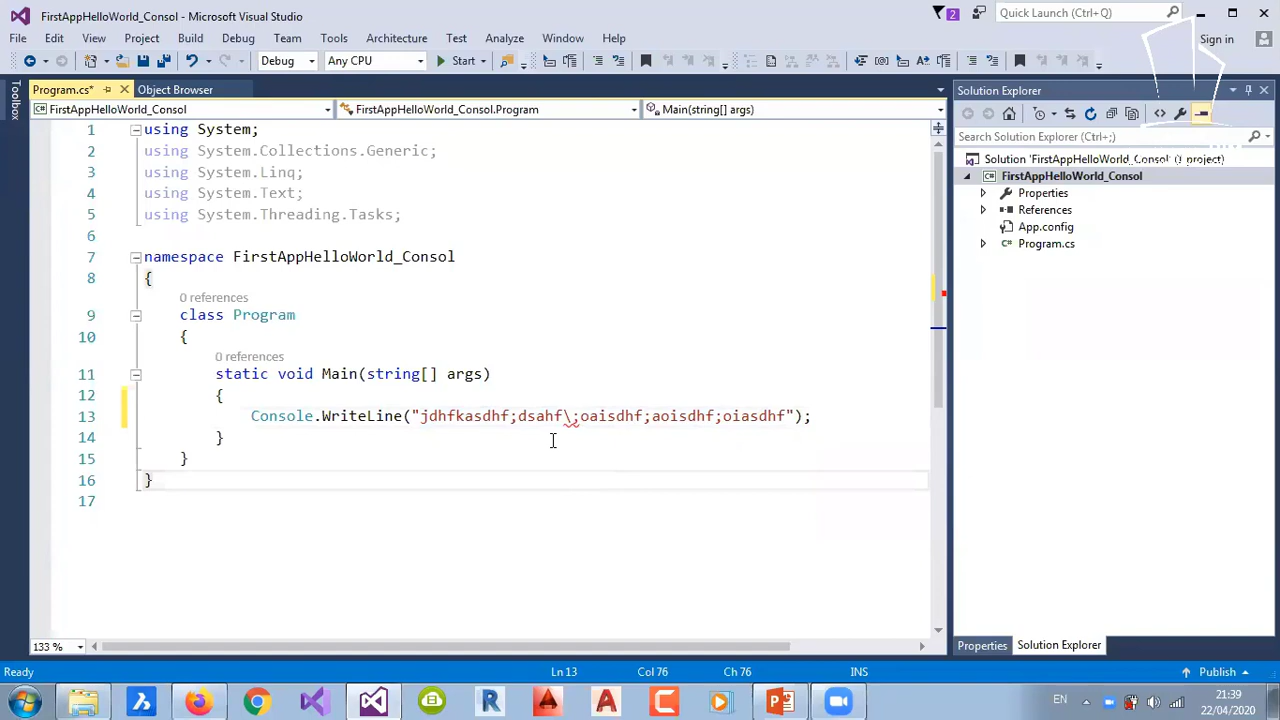 FirstAppHelloWorld_Consol - Microsoft Visual Studio
2
Quick Launch (Ctrl+Q)
File Edit View Project Build Debug Team Tools Architecture Test Analyze Window Help
Sign in
Debug Any CPU Start
Toolbox
Program.cs* Object Browser
FirstAppHelloWorld_Consol FirstAppHelloWorld_Consol.Program Main(string[] args)
1 using System;
2 using System.Collections.Generic;
3 using System.Linq;
4 using System.Text;
5 using System.Threading.Tasks;
6
7 namespace FirstAppHelloWorld_Consol
8 {
0 references
9 class Program
10 {
0 references
11 static void Main(string[] args)
12 {
13 Console.WriteLine("jdhfkasdhf;dsahf\;oaisdhf;aoisdhf;oiasdhf");
14 }
15 }
16 }
17
133 %
Solution Explorer
Search Solution Explorer (Ctrl+;)
Solution 'FirstAppHelloWorld_Consol' (1 project)
FirstAppHelloWorld_Consol
Properties
References
App.config
Program.cs
Properties Solution Explorer
Ready Ln 13 Col 76 Ch 76 INS Publish
EN
21:39
22/04/2020